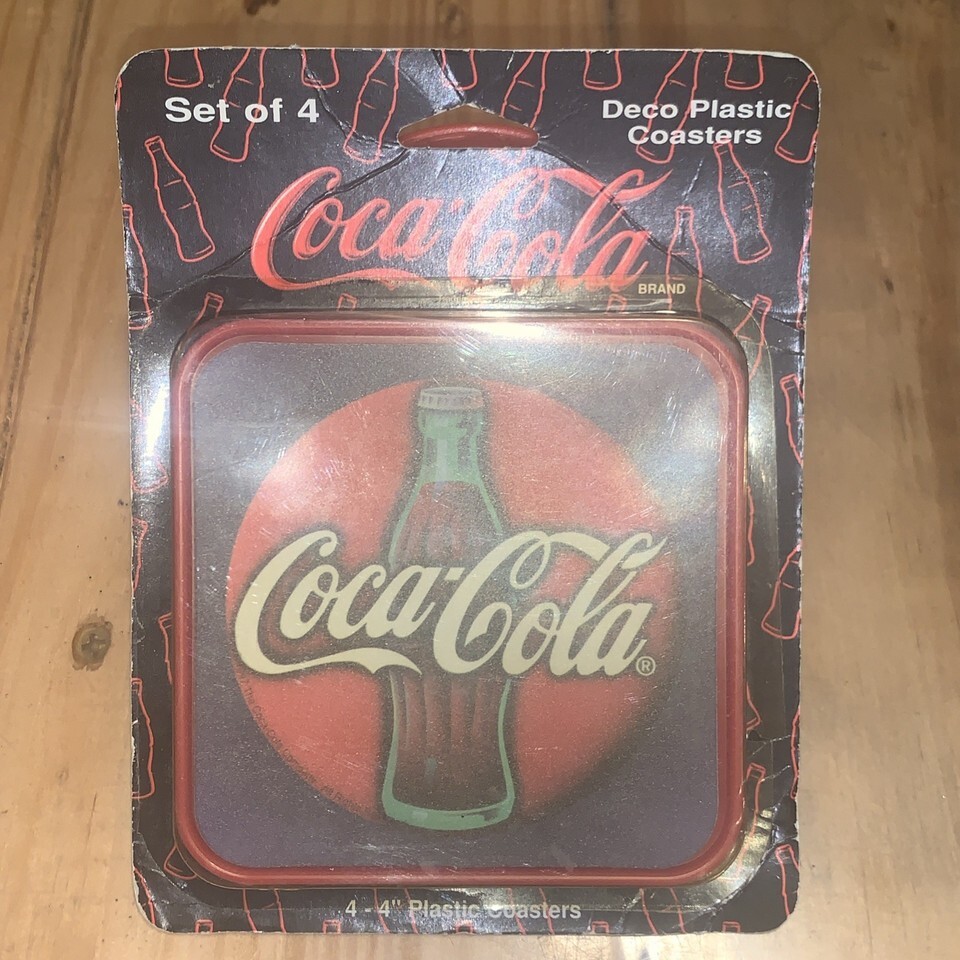 Set of 4
Deco Plastic
Coasters
Coca-Cola
BRAND
Coca-Cola®
4 - 4" Plastic Coasters